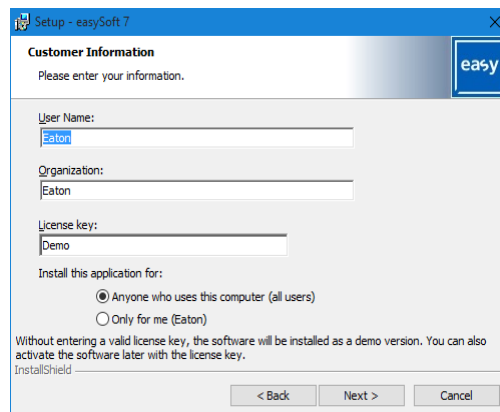 Setup - easySoft 7
Customer Information
Please enter your information.
easy
User Name:
Eaton
Organization:
Eaton
License key:
Demo
Install this application for:
Anyone who uses this computer (all users)
Only for me (Eaton)
Without entering a valid license key, the software will be installed as a demo version. You can also
activate the software later with the license key.
InstallShield
< Back
Next >
Cancel